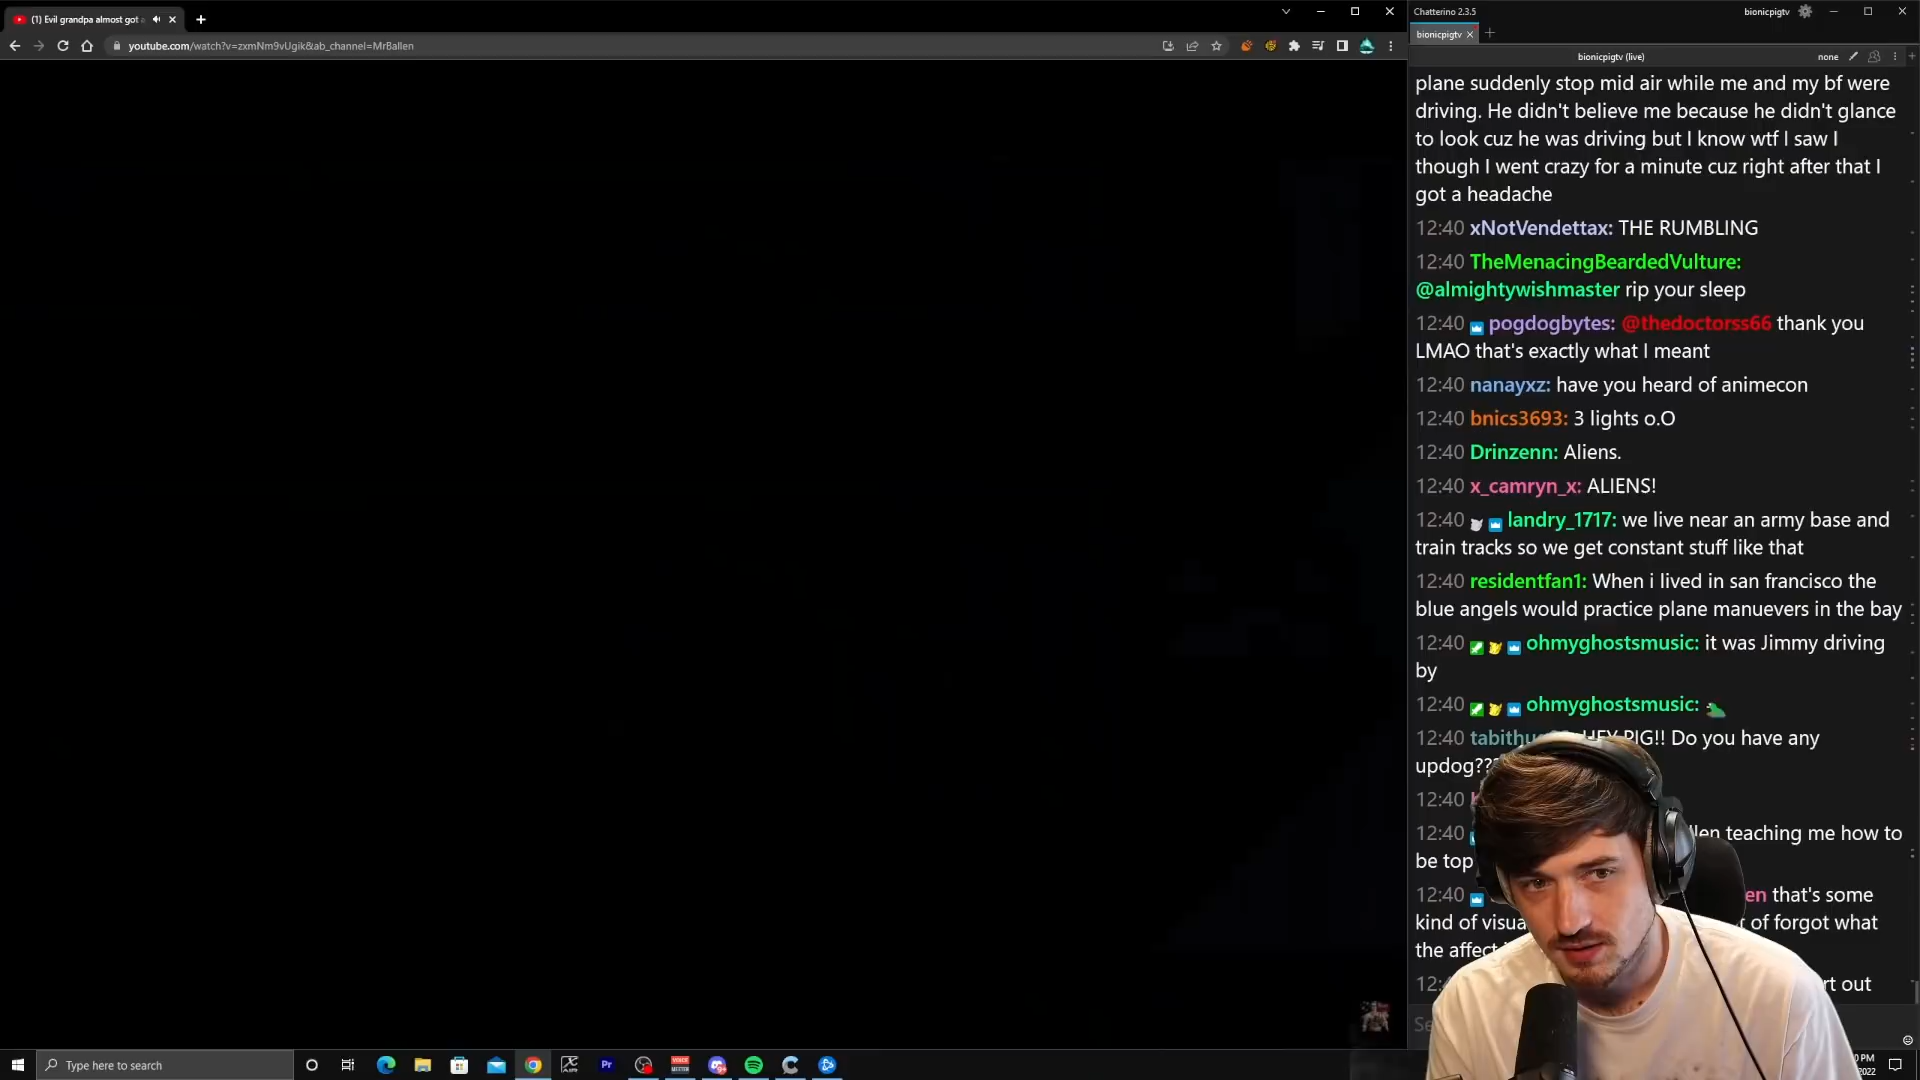 (1) Evil grandpa almost got a
youtube.com/watch?v=zxmNm9vUgik&ab_channel=MrBallen
Chatterino 2.3.5
bionicpigtv
bionicpigtv
bionicpigtv (live)
none
plane suddenly stop mid air while me and my bf were
driving. He didn't believe me because he didn't glance
to look cuz he was driving but I know wtf I saw I
though I went crazy for a minute cuz right after that I
got a headache
12:40 xNotVendettax: THE RUMBLING
12:40 TheMenacingBeardedVulture:
@almightywishmaster rip your sleep
12:40 pogdogbytes: @thedoctorss66 thank you
LMAO that's exactly what I meant
12:40 nanayxz: have you heard of animecon
12:40 bnics3693: 3 lights o.O
12:40 Drinzenn: Aliens.
12:40 x_camryn_x: ALIENS!
12:40 landry_1717: we live near an army base and
train tracks so we get constant stuff like that
12:40 residentfan1: When i lived in san francisco the
blue angels would practice plane manuevers in the bay
12:40 ohmyghostsmusic: it was Jimmy driving
by
12:40 ohmyghostsmusic:
12:40 HEY PIG!! Do you have any
updog??
12:40
12:40 teaching me how to
be top
12:40 that's some
kind of of forgot what
the affect
out
Type here to search
Pr
PM
2022